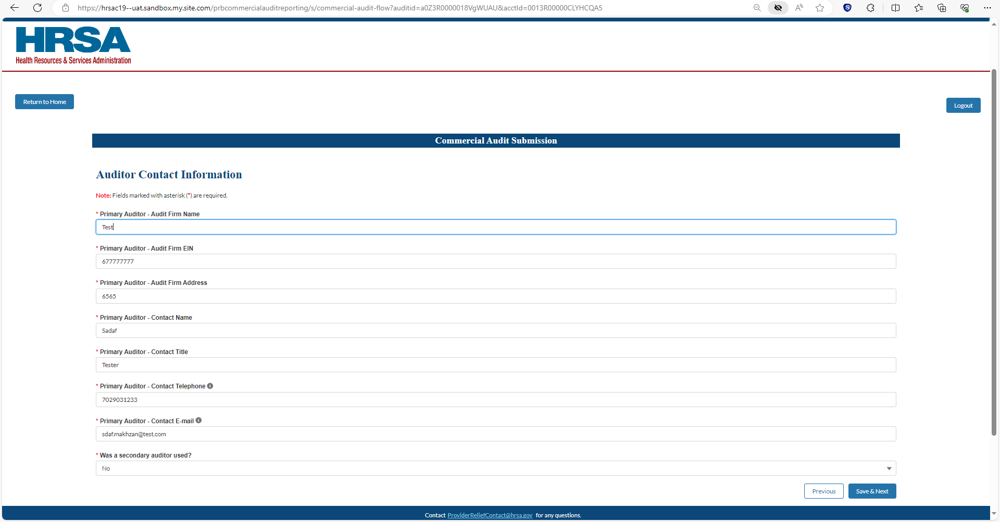 https://hrsac19--uat.sandbox.my.site.com/prbcommercialauditreporting/s/commercial-audit-flow?auditid=a0Z3R0000018VgWUAU&acctId=0013R00000CLYHCQA5
HRSA
Health Resources & Services Administration
Return to Home
Logout
Commercial Audit Submission
Auditor Contact Information
Note: Fields marked with asterisk (*) are required.
* Primary Auditor - Audit Firm Name
Test
* Primary Auditor - Audit Firm EIN
677777777
* Primary Auditor - Audit Firm Address
6565
* Primary Auditor - Contact Name
Sadaf
* Primary Auditor - Contact Title
Tester
* Primary Auditor - Contact Telephone
7029031233
* Primary Auditor - Contact E-mail
sdaf.makhzan@test.com
* Was a secondary auditor used?
No
Previous
Save & Next
Contact ProviderReliefContact@hrsa.gov for any questions.